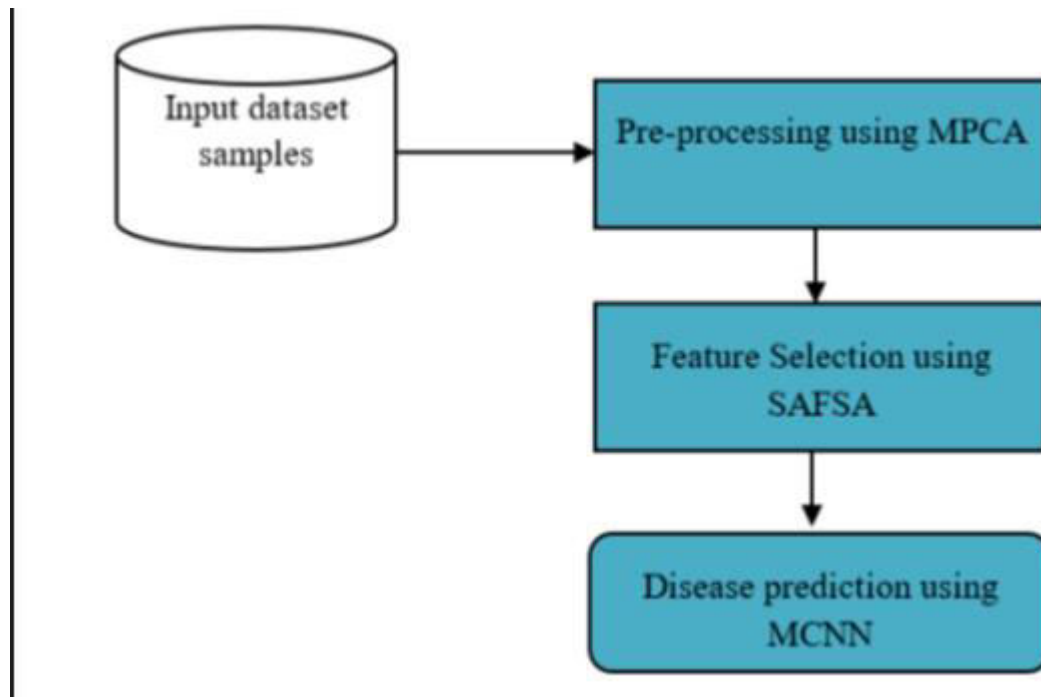 Input dataset
samples
Pre-processing using MPCA
Feature Selection using
SAFSA
Disease prediction using
MCNN